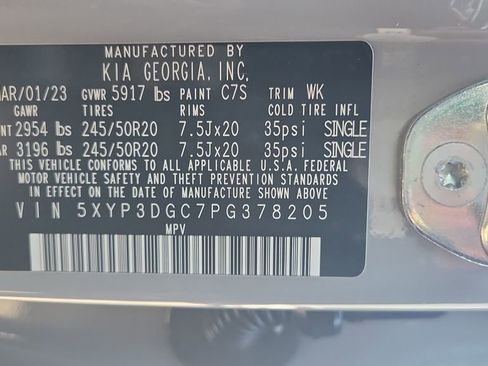 MANUFACTURED BY
KIA GEORGIA, INC,
MAR/01/23 GVWR 5917 lbs PAINT C7S TRIM WK
GAWR TIRES RIMS COLD TIRE INFL
NT 2954 lbs 245/50R20 7.5Jx20 35psi SINGLE
AR 3196 lbs 245/50R20 7.5Jx20 35psi SINGLE
THIS VEHICLE CONFORMS TO ALL APPLICABLE U.S.A. FEDERAL
MOTOR VEHICLE SAFETY AND THEFT PREVENTION STANDARDS
IN EFFECT ON THE DATE OF MANUFACTURE SHOWN ABOVE.
VIN 5XYP3DGC7PG378205
MPV